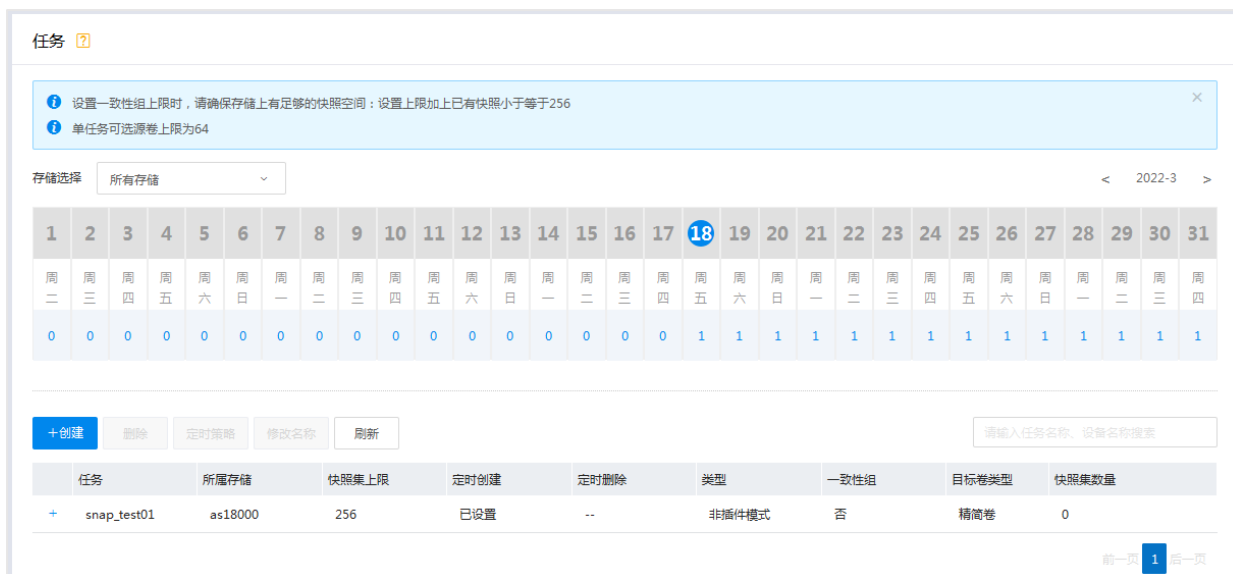 任务 ?
设置一致性组上限时，请确保存储上有足够的快照空间：设置上限加上已有快照小于等于256
单任务可选源卷上限为64
存储选择 所有存储 < 2022-3 >
1 2 3 4 5 6 7 8 9 10 11 12 13 14 15 16 17 18 19 20 21 22 23 24 25 26 27 28 29 30 31
周二 周三 周四 周五 周六 周日 周一 周二 周三 周四 周五 周六 周日 周一 周二 周三 周四 周五 周六 周日 周一 周二 周三 周四 周五 周六 周日 周一 周二 周三 周四
0 0 0 0 0 0 0 0 0 0 0 0 0 0 0 0 0 1 1 1 1 1 1 1 1 1 1 1 1 1 1
+创建 删除 定时策略 修改名称 刷新 请输入任务名称、设备名称搜索
任务 所属存储 快照集上限 定时创建 定时删除 类型 一致性组 目标卷类型 快照集数量
+ snap_test01 as18000 256 已设置 -- 非插件模式 否 精简卷 0
前一页 1 后一页